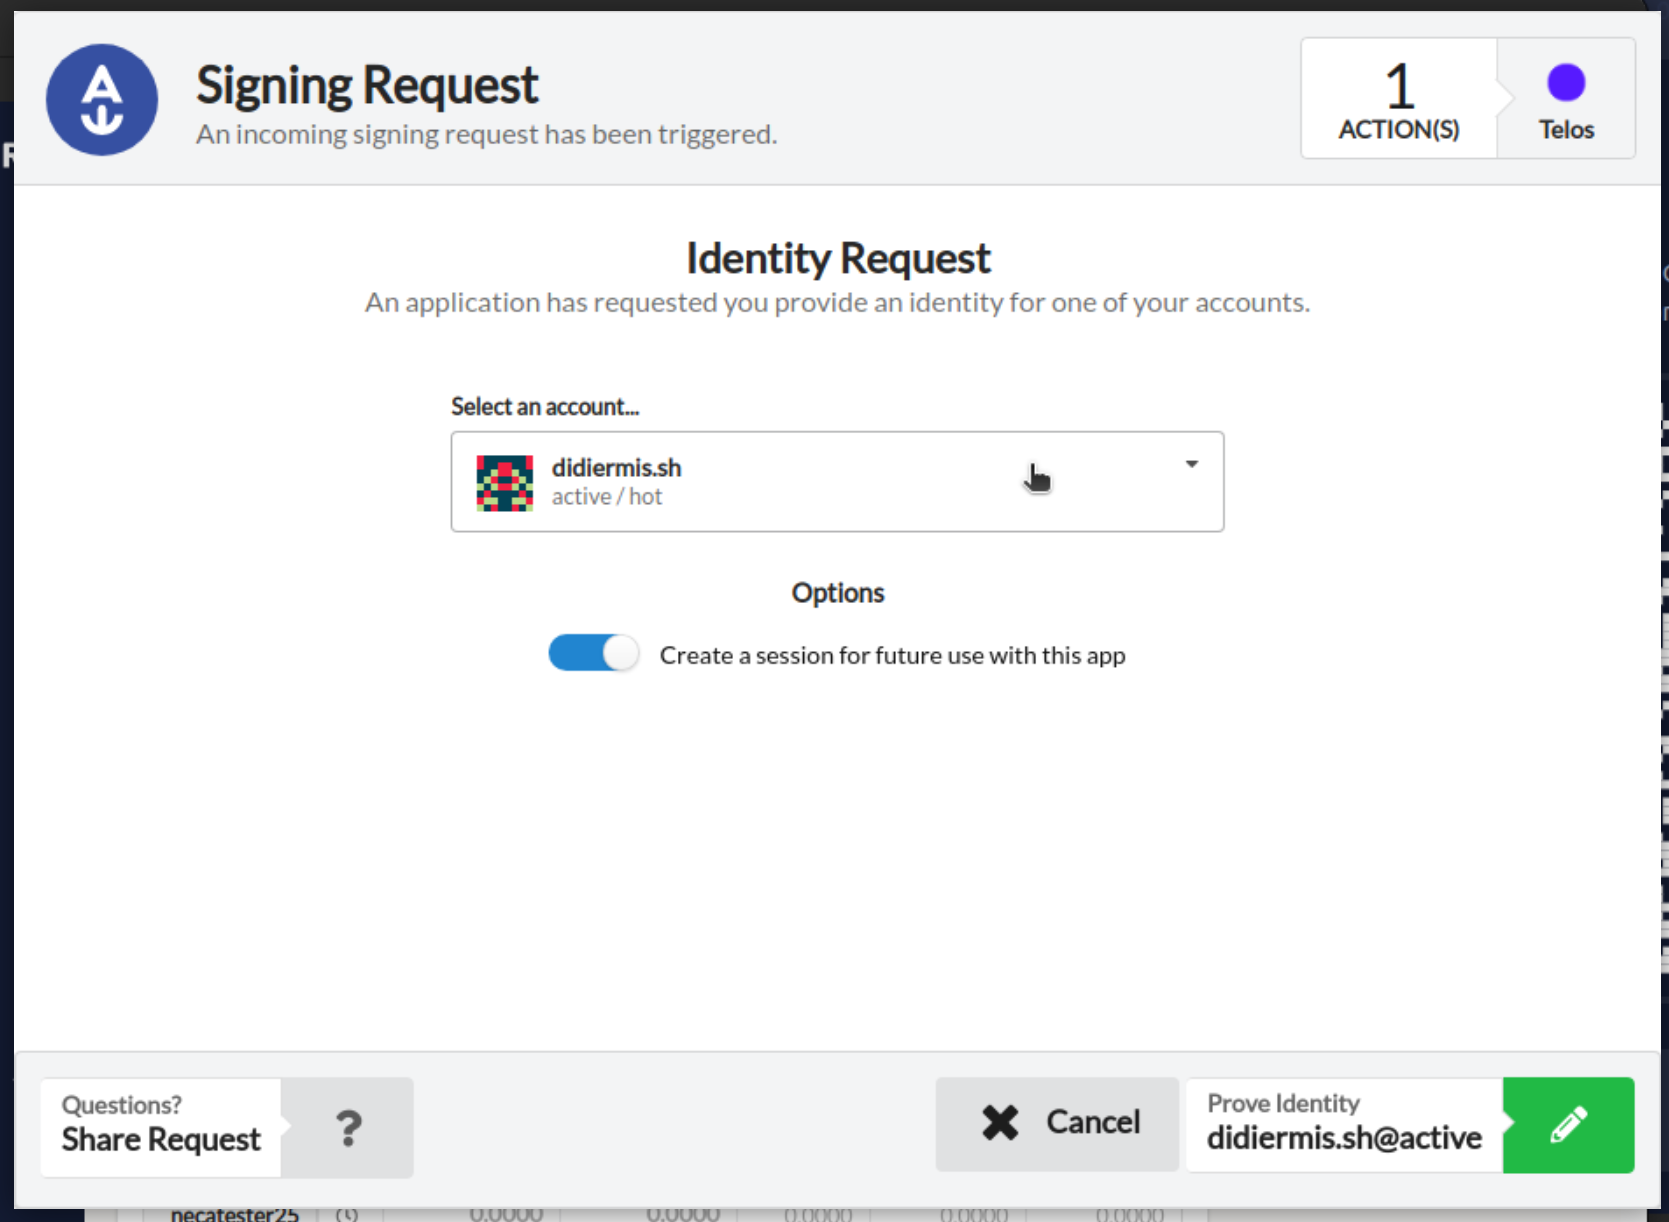 Signing Request
An incoming signing request has been triggered.
1
ACTION(S)
Telos
Identity Request
An application has requested you provide an identity for one of your accounts.
Select an account...
didiermis.sh
active / hot
Options
Create a session for future use with this app
Questions?
Share Request
?
Cancel
Prove Identity
didiermis.sh@active
necatester25 0.0000 0.0000 0.0000 0.0000 0.0000